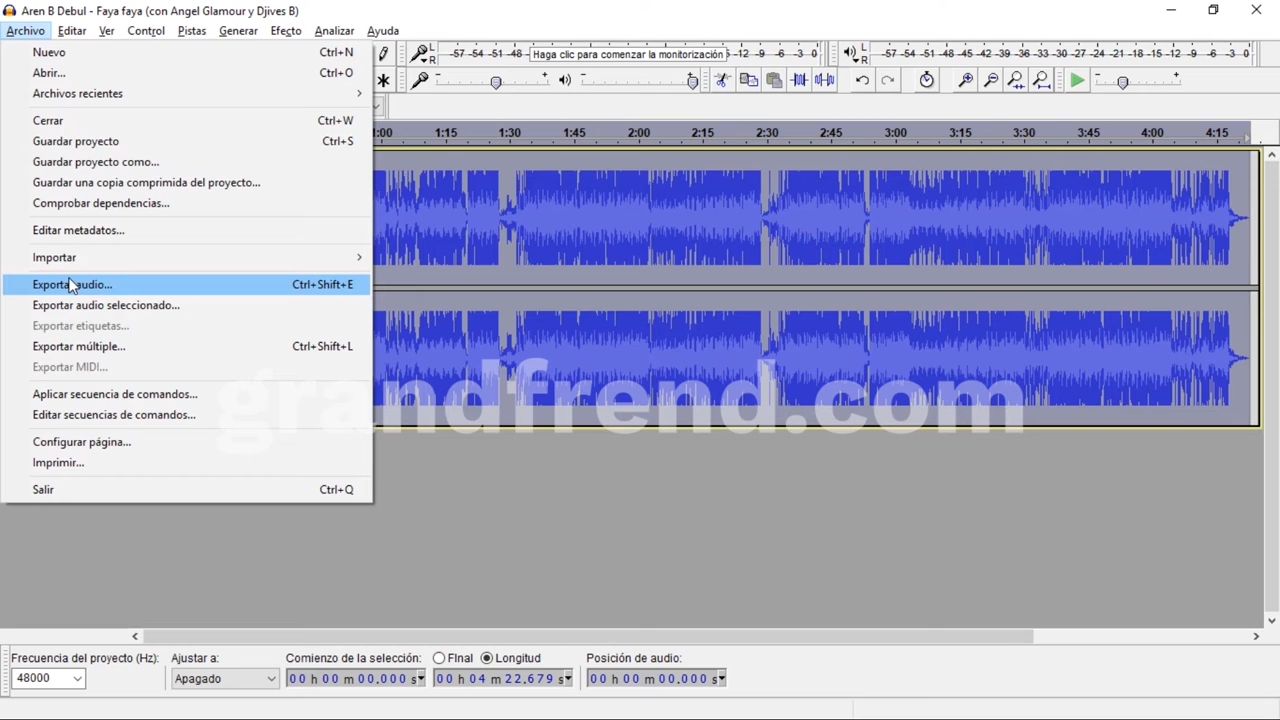 Aren B Debul - Faya faya (con Angel Glamour y Djives B)
Archivo Editar Ver Control Pistas Generar Efecto Analizar Ayuda
Nuevo Ctrl+N
Abrir... Ctrl+O
Archivos recientes
Cerrar Ctrl+W
Guardar proyecto Ctrl+S
Guardar proyecto como...
Guardar una copia comprimida del proyecto...
Comprobar dependencias...
Editar metadatos...
Importar
Exportar audio... Ctrl+Shift+E
Exportar audio seleccionado...
Exportar etiquetas...
Exportar múltiple... Ctrl+Shift+L
Exportar MIDI...
Aplicar secuencia de comandos...
Editar secuencias de comandos...
Configurar página...
Imprimir...
Salir Ctrl+Q
L R -57 -54 -51 -48 Haga clic para comenzar la monitorización -12 -9 -6 -3 0
L R -57 -54 -51 -48 -45 -42 -39 -36 -33 -30 -27 -24 -21 -18 -15 -12 -9 -6 -3 0
1:00 1:15 1:30 1:45 2:00 2:15 2:30 2:45 3:00 3:15 3:30 3:45 4:00 4:15
grandfrend.com
Frecuencia del proyecto (Hz): Ajustar a: Comienzo de la selección: FInal Longitud Posición de audio:
48000 Apagado 00 h 00 m 00.000 s 00 h 04 m 22.679 s 00 h 00 m 00.000 s